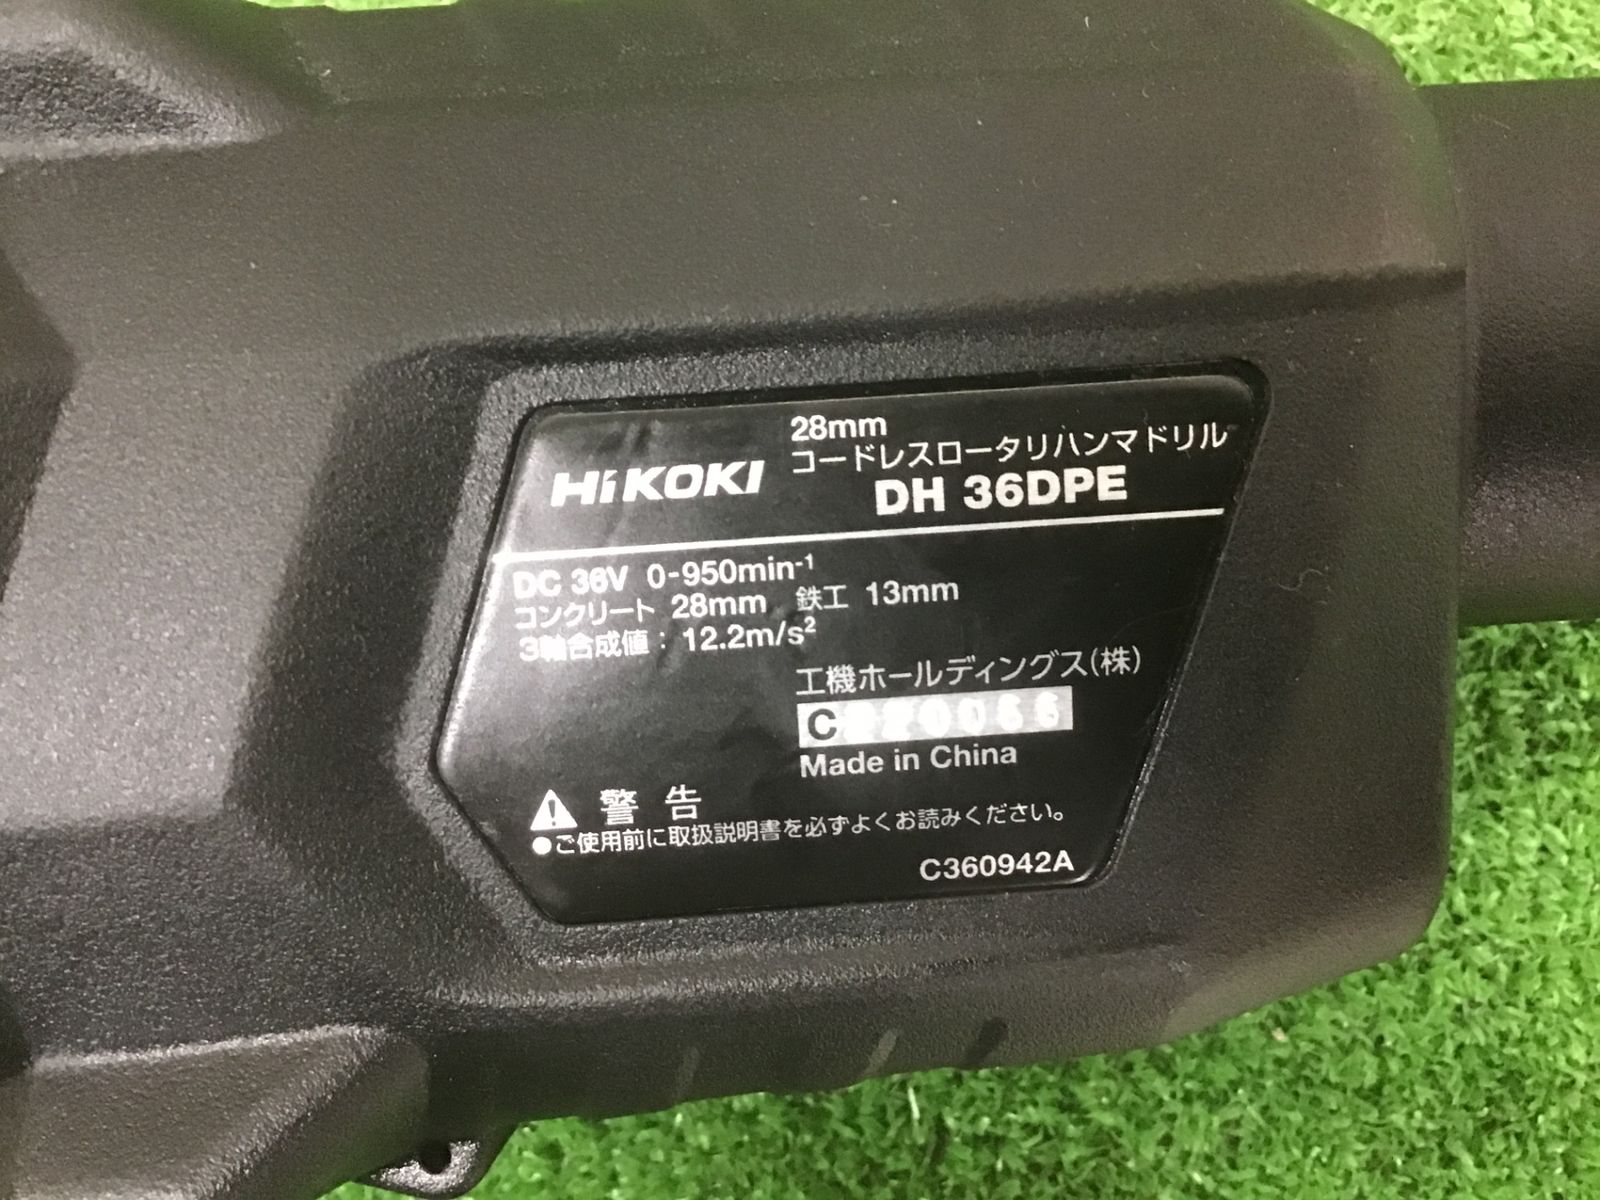 28mm
コードレスロータリハンマドリル
HiKOKI DH 36DPE
DC 36V 0-950min-1
コンクリート 28mm 鉄工 13mm
3軸合成値: 12.2m/s2
工機ホールディングス(株)
Made in China
警告
●ご使用前に取扱説明書を必ずよくお読みください。
C360942A